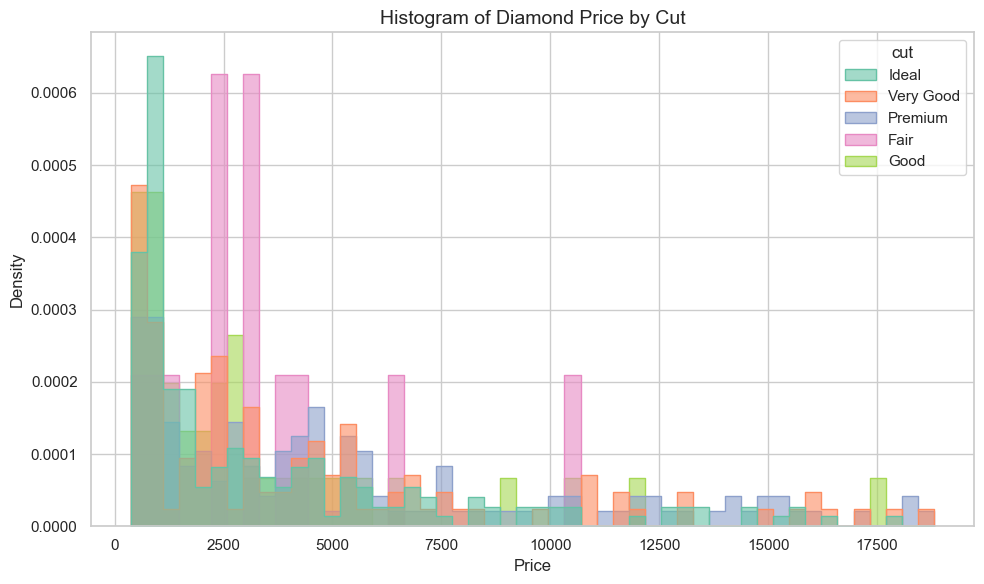 Histogram of Diamond Price by Cut
cut
Ideal
Very Good
Premium
Fair
Good
Density
0.0006
0.0005
0.0004
0.0003
0.0002
0.0001
0.0000
0
2500
5000
7500
10000
12500
15000
17500
Price